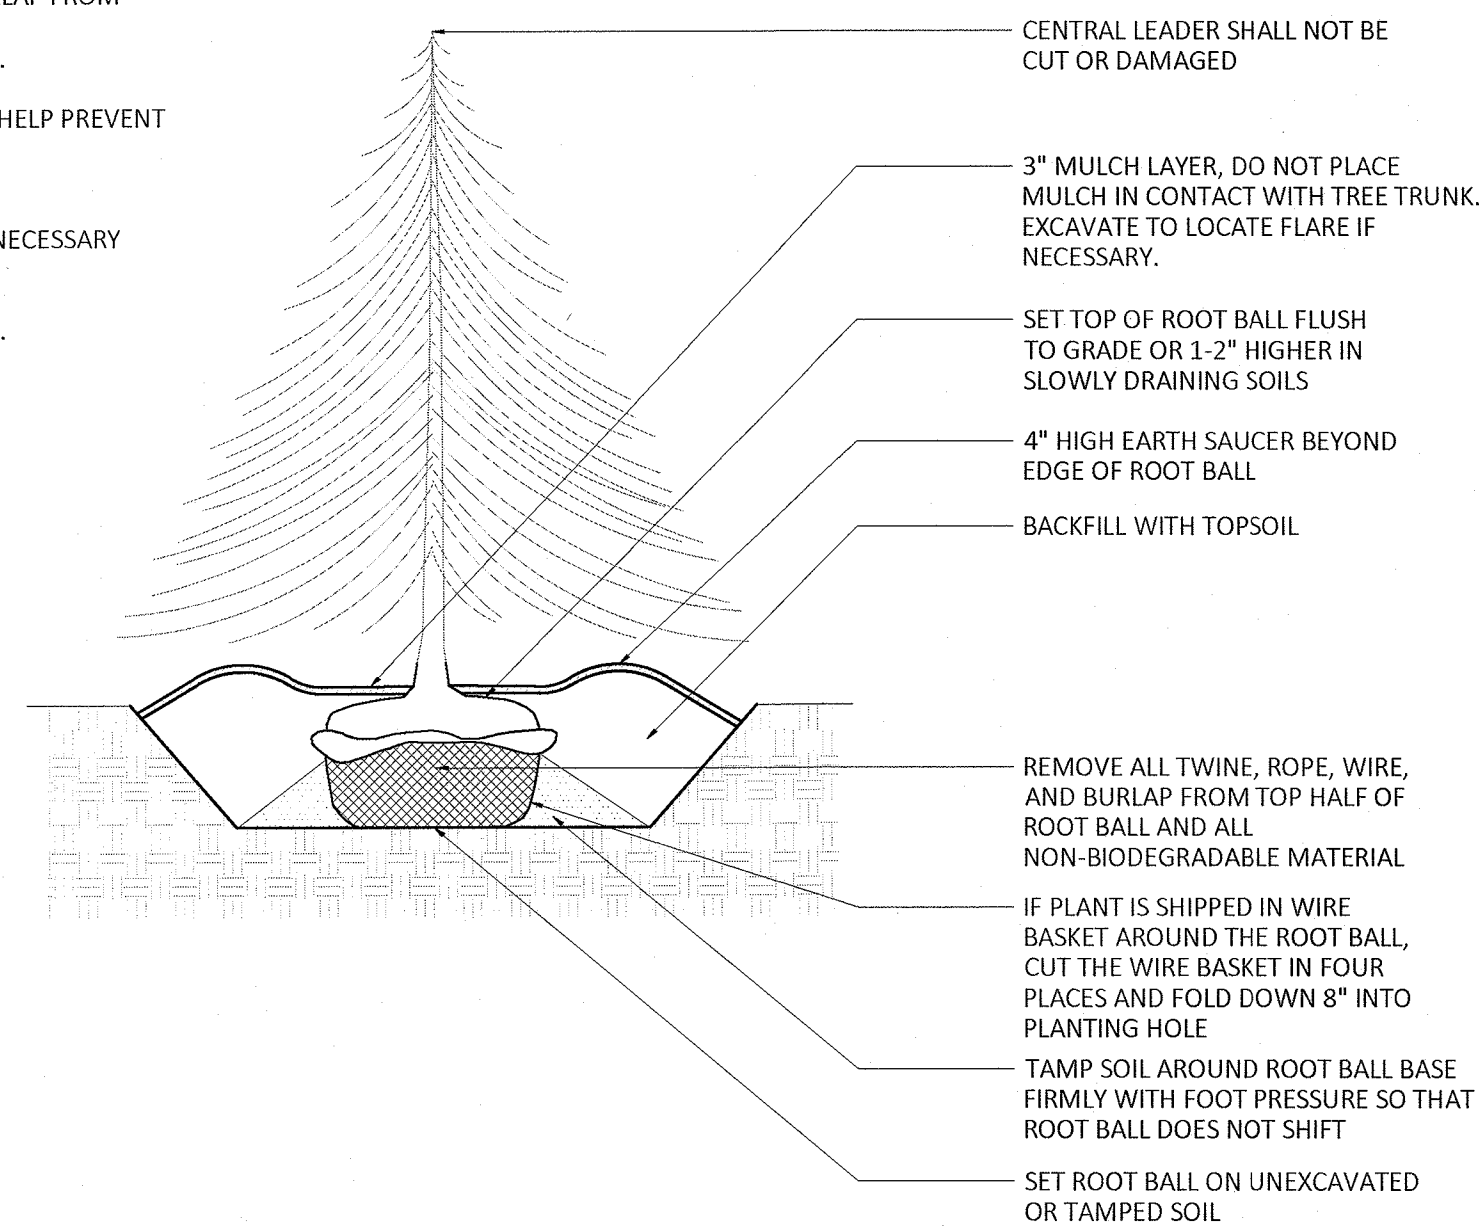 FROM
.
HELP PREVENT
NECESSARY
.
CENTRAL LEADER SHALL NOT BE
CUT OR DAMAGED
3" MULCH LAYER, DO NOT PLACE
MULCH IN CONTACT WITH TREE TRUNK.
EXCAVATE TO LOCATE FLARE IF
NECESSARY.
SET TOP OF ROOT BALL FLUSH
TO GRADE OR 1-2" HIGHER IN
SLOWLY DRAINING SOILS
4" HIGH EARTH SAUCER BEYOND
EDGE OF ROOT BALL
BACKFILL WITH TOPSOIL
REMOVE ALL TWINE, ROPE, WIRE,
AND BURLAP FROM TOP HALF OF
ROOT BALL AND ALL
NON-BIODEGRADABLE MATERIAL
IF PLANT IS SHIPPED IN WIRE
BASKET AROUND THE ROOT BALL,
CUT THE WIRE BASKET IN FOUR
PLACES AND FOLD DOWN 8" INTO
PLANTING HOLE
TAMP SOIL AROUND ROOT BALL BASE
FIRMLY WITH FOOT PRESSURE SO THAT
ROOT BALL DOES NOT SHIFT
SET ROOT BALL ON UNEXCAVATED
OR TAMPED SOIL